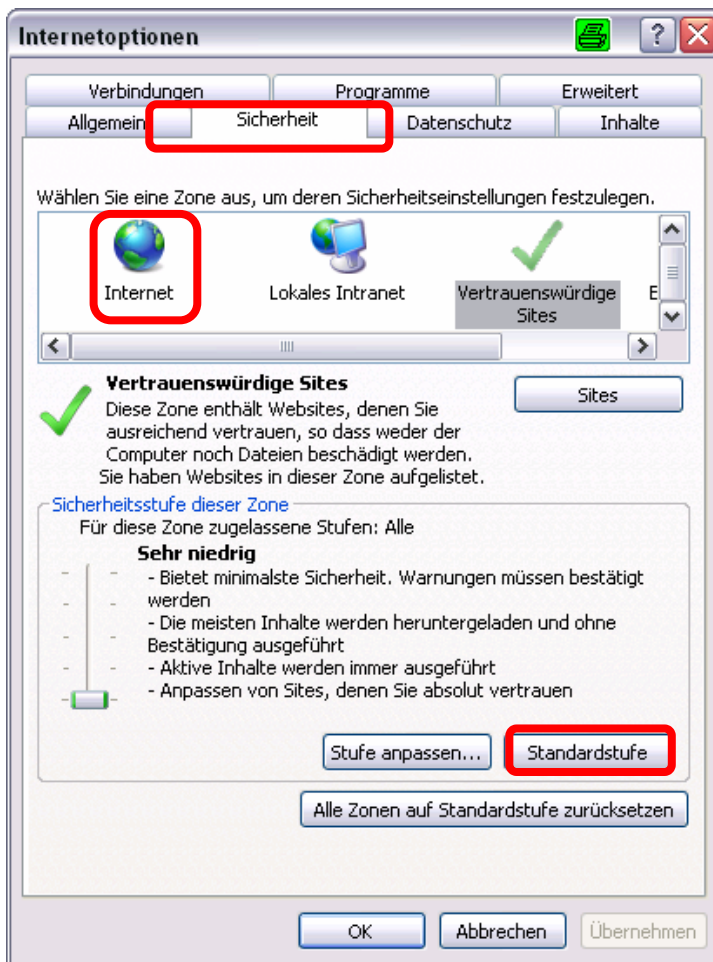 Internetoptionen
?
Verbindungen Programme Erweitert
Allgemein Sicherheit Datenschutz Inhalte
Wählen Sie eine Zone aus, um deren Sicherheitseinstellungen festzulegen.
Internet Lokales Intranet Vertrauenswürdige E
Sites
Vertrauenswürdige Sites Sites
Diese Zone enthält Websites, denen Sie
ausreichend vertrauen, so dass weder der
Computer noch Dateien beschädigt werden.
Sie haben Websites in dieser Zone aufgelistet.
Sicherheitsstufe dieser Zone
Für diese Zone zugelassene Stufen: Alle
Sehr niedrig
- Bietet minimalste Sicherheit. Warnungen müssen bestätigt
werden
- Die meisten Inhalte werden heruntergeladen und ohne
Bestätigung ausgeführt
- Aktive Inhalte werden immer ausgeführt
- Anpassen von Sites, denen Sie absolut vertrauen
Stufe anpassen... Standardstufe
Alle Zonen auf Standardstufe zurücksetzen
OK Abbrechen Übernehmen